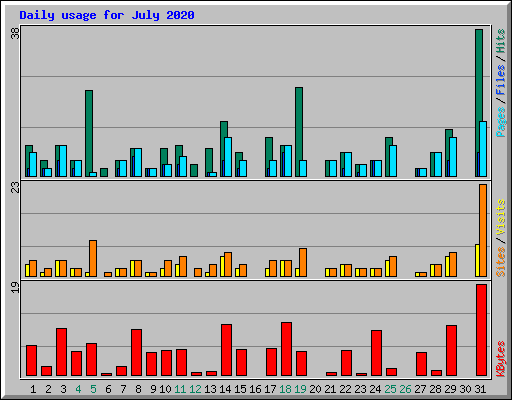 Daily usage for July 2020
38
Pages / Files / Hits
23
Sites / Visits
19
KBytes
1 2 3 4 5 6 7 8 9 10 11 12 13 14 15 16 17 18 19 20 21 22 23 24 25 26 27 28 29 30 31